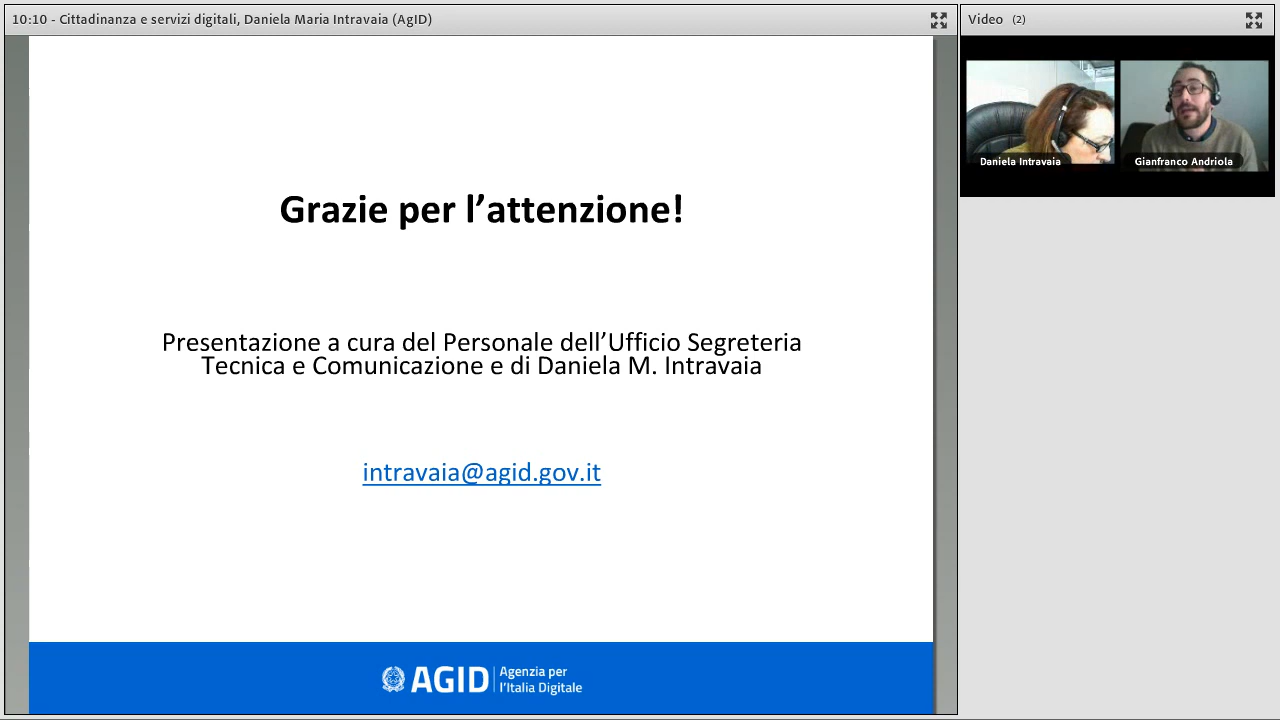 10:10 - Cittadinanza e servizi digitali, Daniela Maria Intravaia (AgID)
Video (2)
Daniela Intravaia
Gianfranco Andriola
Grazie per l’attenzione!
Presentazione a cura del Personale dell’Ufficio Segreteria
Tecnica e Comunicazione e di Daniela M. Intravaia
intravaia@agid.gov.it
AGID
Agenzia per
l’Italia Digitale